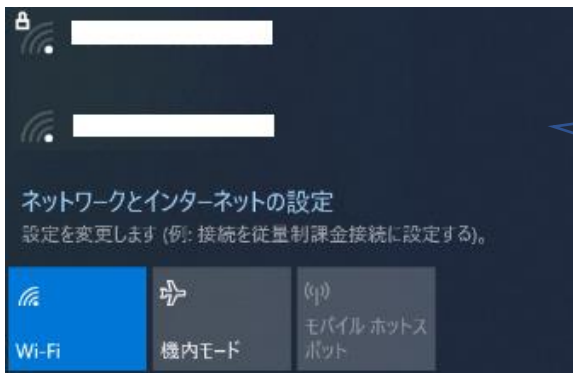 ネットワークとインターネットの設定
設定を変更します (例: 接続を従量制課金接続に設定する)。
Wi-Fi
機内モード
モバイル ホットス
ポット